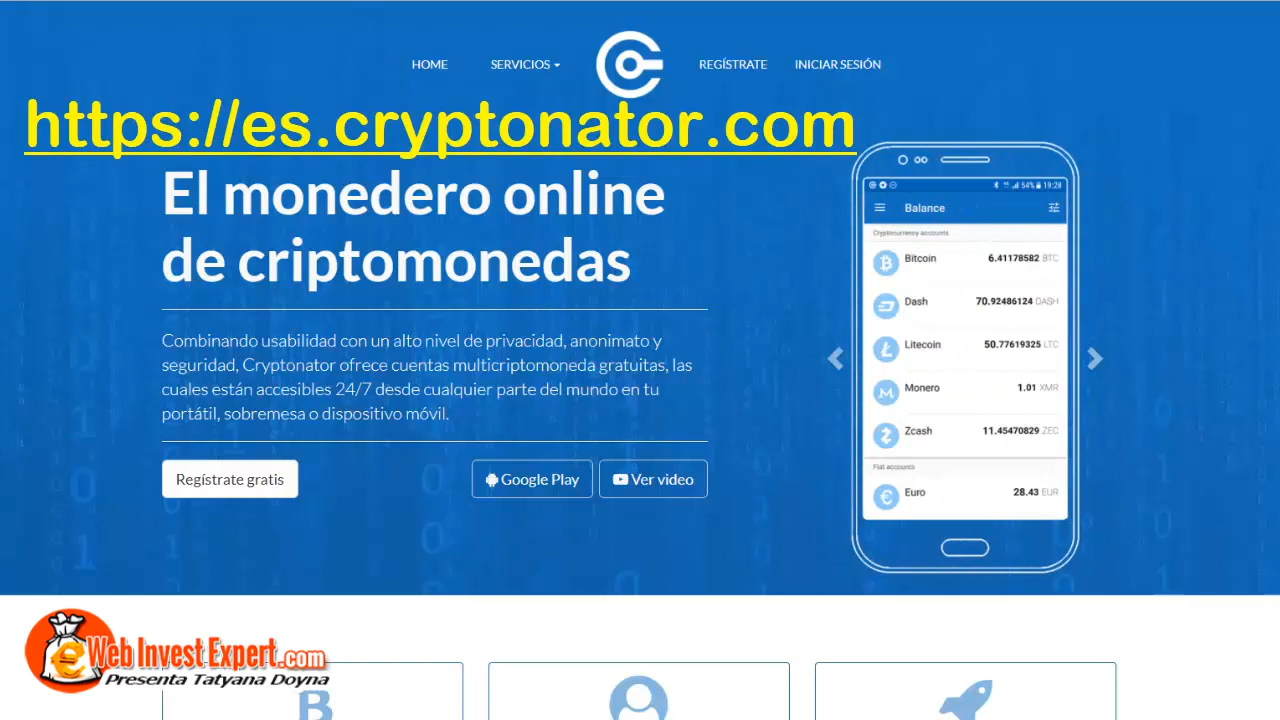 HOME
SERVICIOS
REGÍSTRATE
INICIAR SESIÓN
https://es.cryptonator.com
El monedero online
de criptomonedas
Combinando usabilidad con un alto nivel de privacidad, anonimato y
seguridad, Cryptonator ofrece cuentas multicriptomoneda gratuitas, las
cuales están accesibles 24/7 desde cualquier parte del mundo en tu
portátil, sobremesa o dispositivo móvil.
Regístrate gratis
Google Play
Ver video
54% 19:28
Balance
Cryptocurrency accounts
Bitcoin 6.41178582 BTC
Dash 70.92486124 DASH
Litecoin 50.77619325 LTC
Monero 1.01 XMR
Zcash 11.45470829 ZEC
Fiat accounts
Euro 28.43 EUR
Web Invest Expert.com
Presenta Tatyana Doyna